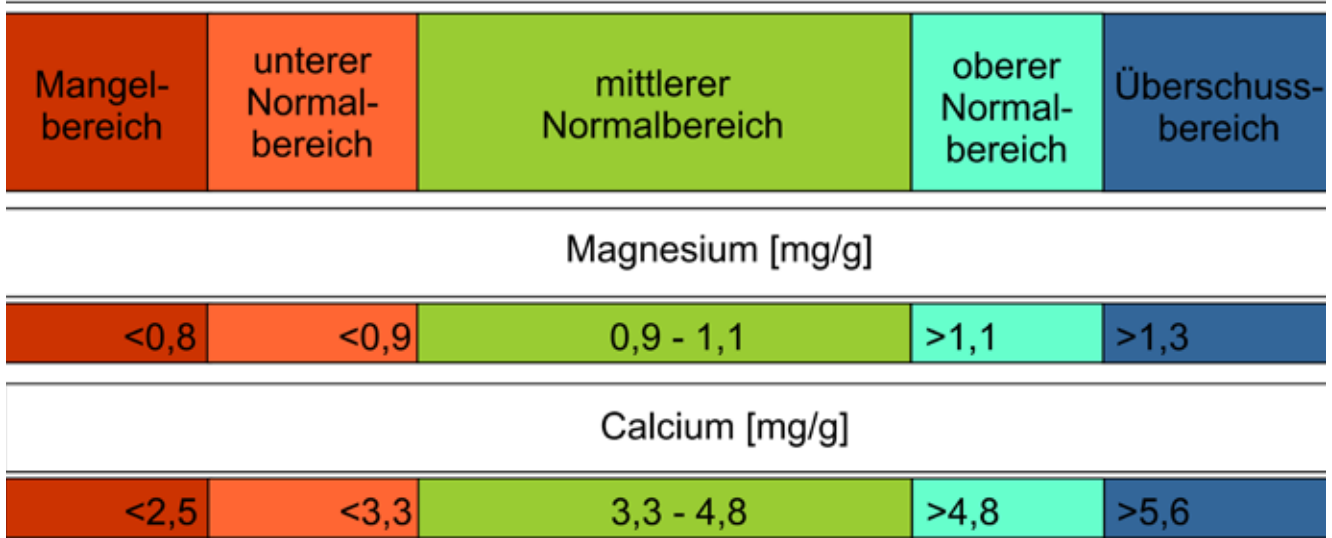 Mangel-
bereich
unterer
Normal-
bereich
mittlerer
Normalbereich
oberer
Normal-
bereich
Überschuss-
bereich
Magnesium [mg/g]
<0,8 <0,9 0,9 - 1,1 >1,1 >1,3
Calcium [mg/g]
<2,5 <3,3 3,3 - 4,8 >4,8 >5,6